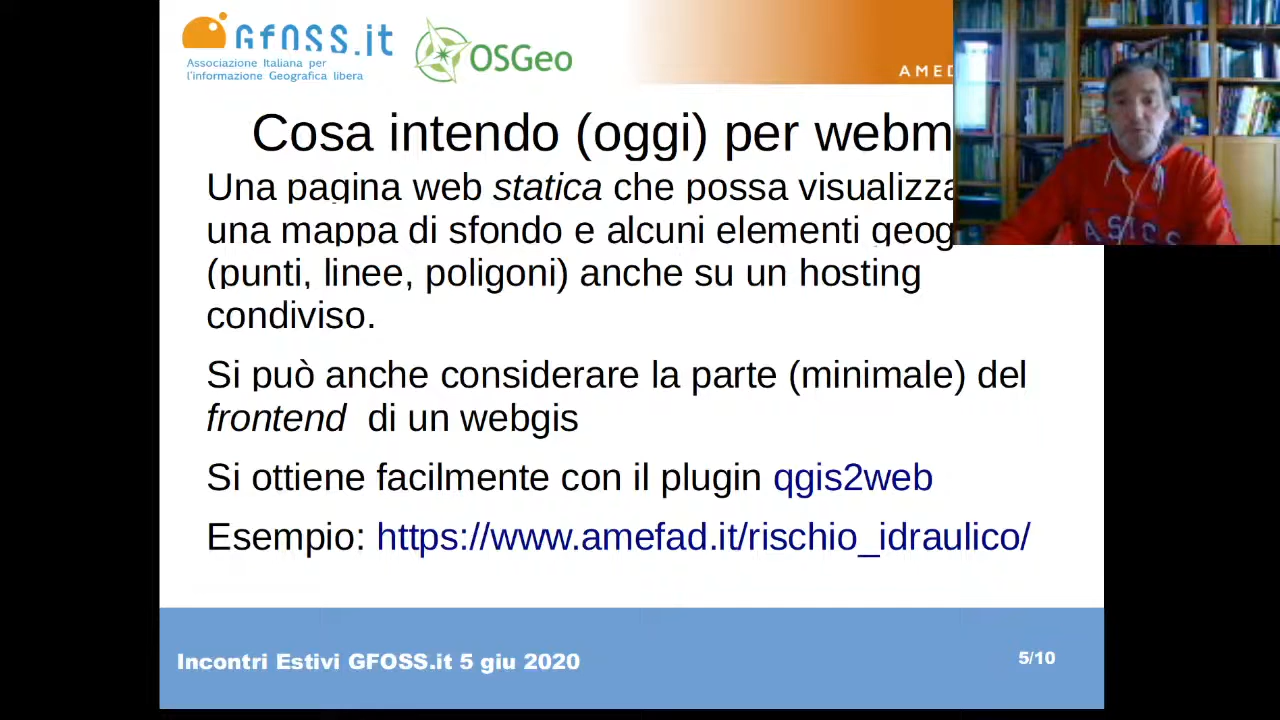 GFOSS.it
Associazione Italiana per
l'informazione Geografica libera
OSGeo
AMED
Cosa intendo (oggi) per webm
Una pagina web statica che possa visualizza
una mappa di sfondo e alcuni elementi geog
(punti, linee, poligoni) anche su un hosting
condiviso.
Si può anche considerare la parte (minimale) del
frontend di un webgis
Si ottiene facilmente con il plugin qgis2web
Esempio: https://www.amefad.it/rischio_idraulico/
Incontri Estivi GFOSS.it 5 giu 2020
5/10
ASICS